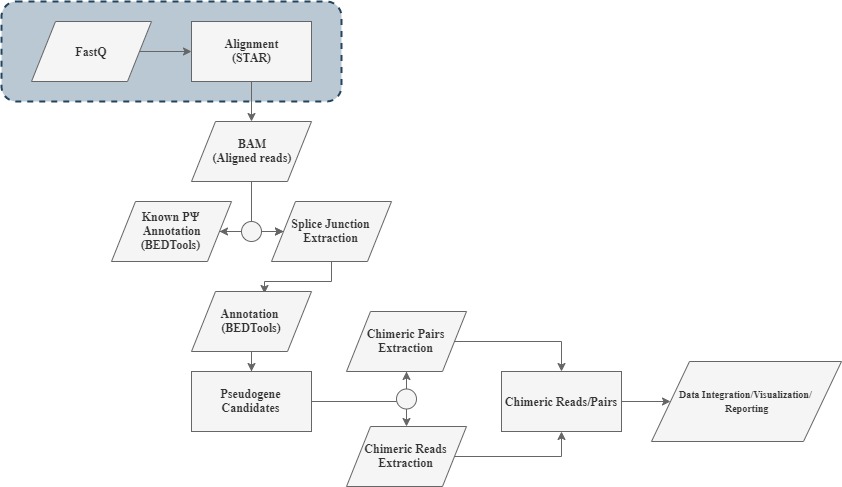 FastQ
Alignment
(STAR)
BAM
(Aligned reads)
Known PΨ
Annotation
(BEDTools)
Splice Junction
Extraction
Annotation
(BEDTools)
Pseudogene
Candidates
Chimeric Pairs
Extraction
Chimeric Reads
Extraction
Chimeric Reads/Pairs
Data Integration/Visualization/
Reporting